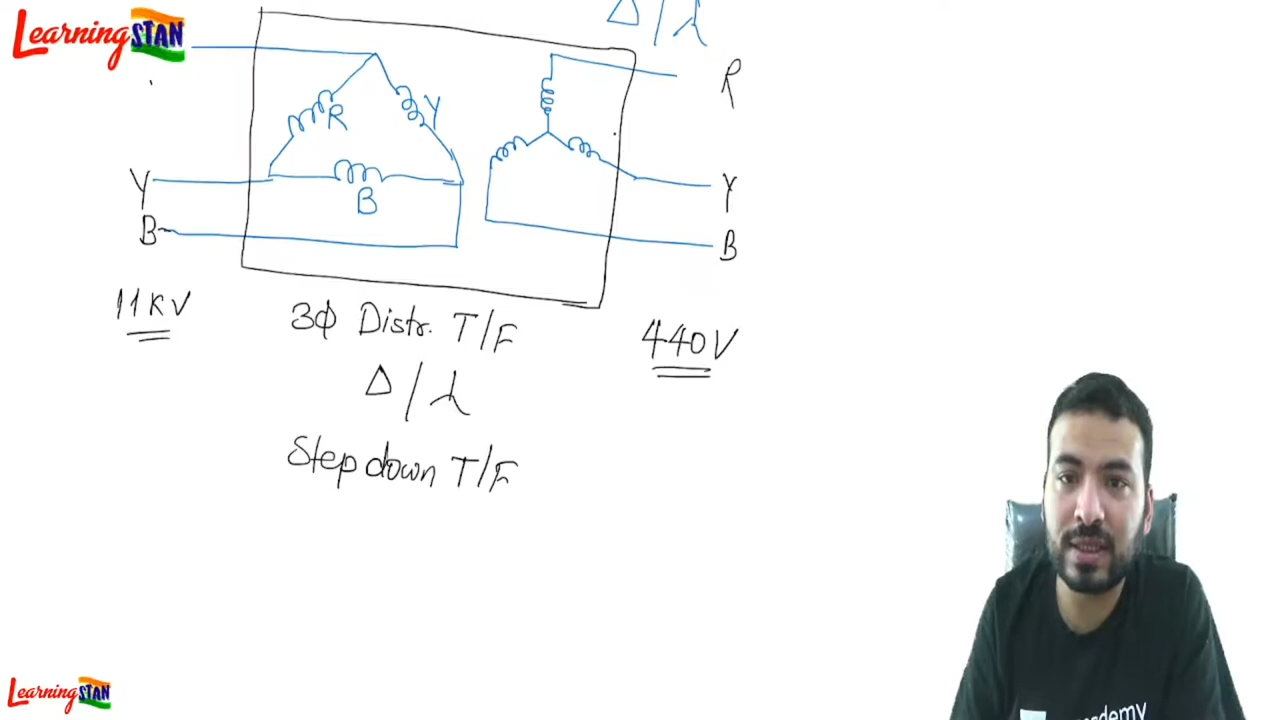 LearningSTAN
Δ/⅄
R
Y
R
Y
B
Y
B
B
11KV
3Φ Distr. T/F
440V
Δ/⅄
Step down T/F
LearningSTAN